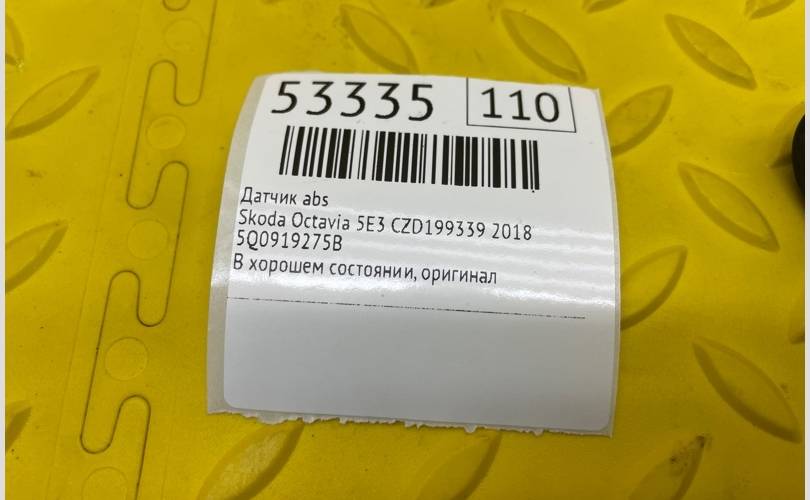 53335 110
Датчик abs
Skoda Octavia 5E3 CZD199339 2018
5Q0919275B
В хорошем состоянии, оригинал